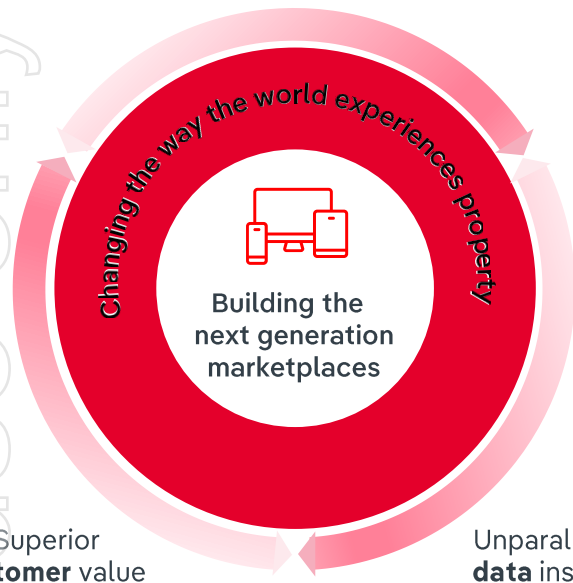 Changing the way the world experiences property
Building the
next generation
marketplaces
Superior
tomer value
Unparal
data ins